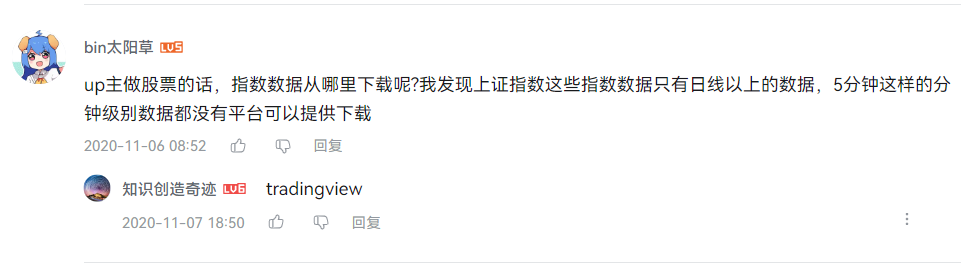 bin太阳草 LV5
up主做股票的话，指数数据从哪里下载呢?我发现上证指数这些指数数据只有日线以上的数据，5分钟这样的分
钟级别数据都没有平台可以提供下载
2020-11-06 08:52 回复
知识创造奇迹 LV6 tradingview
2020-11-07 18:50 回复